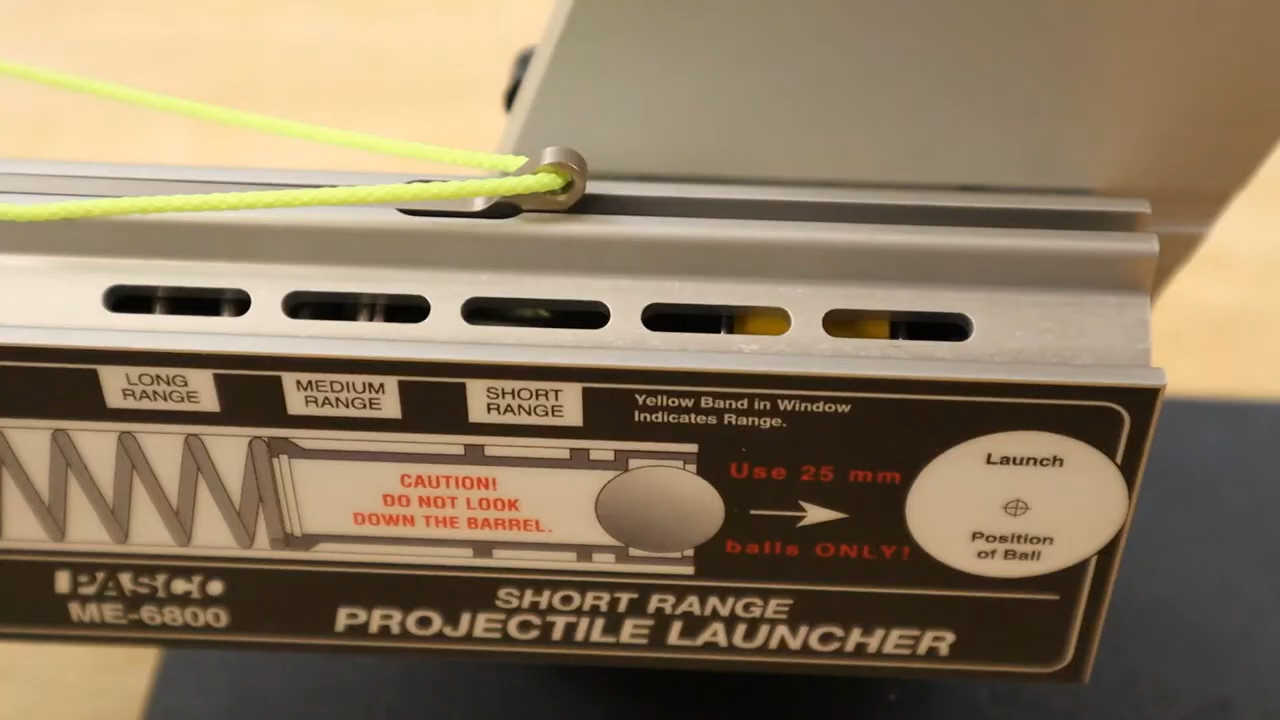 LONG
RANGE
MEDIUM
RANGE
SHORT
RANGE
Yellow Band in Window
Indicates Range.
CAUTION!
DO NOT LOOK
DOWN THE BARREL.
Use 25 mm
balls ONLY!
Launch
Position
of Ball
PASCO
ME-6800
SHORT RANGE
PROJECTILE LAUNCHER